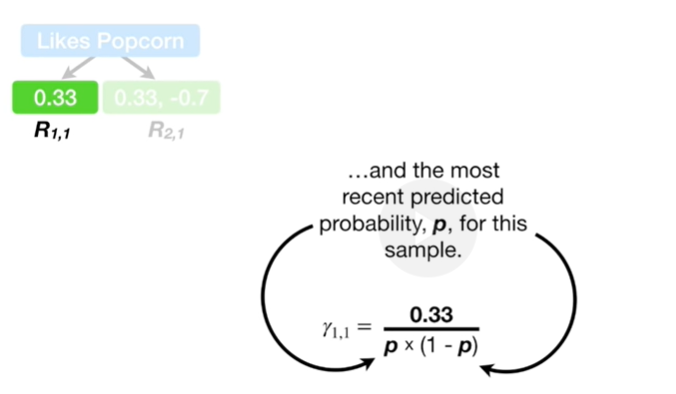 Likes Popcorn
0.33
0.33, -0.7
R1,1
R2,1
…and the most
recent predicted
probability, p, for this
sample.
γ1,1 = 0.33
p × (1 - p)